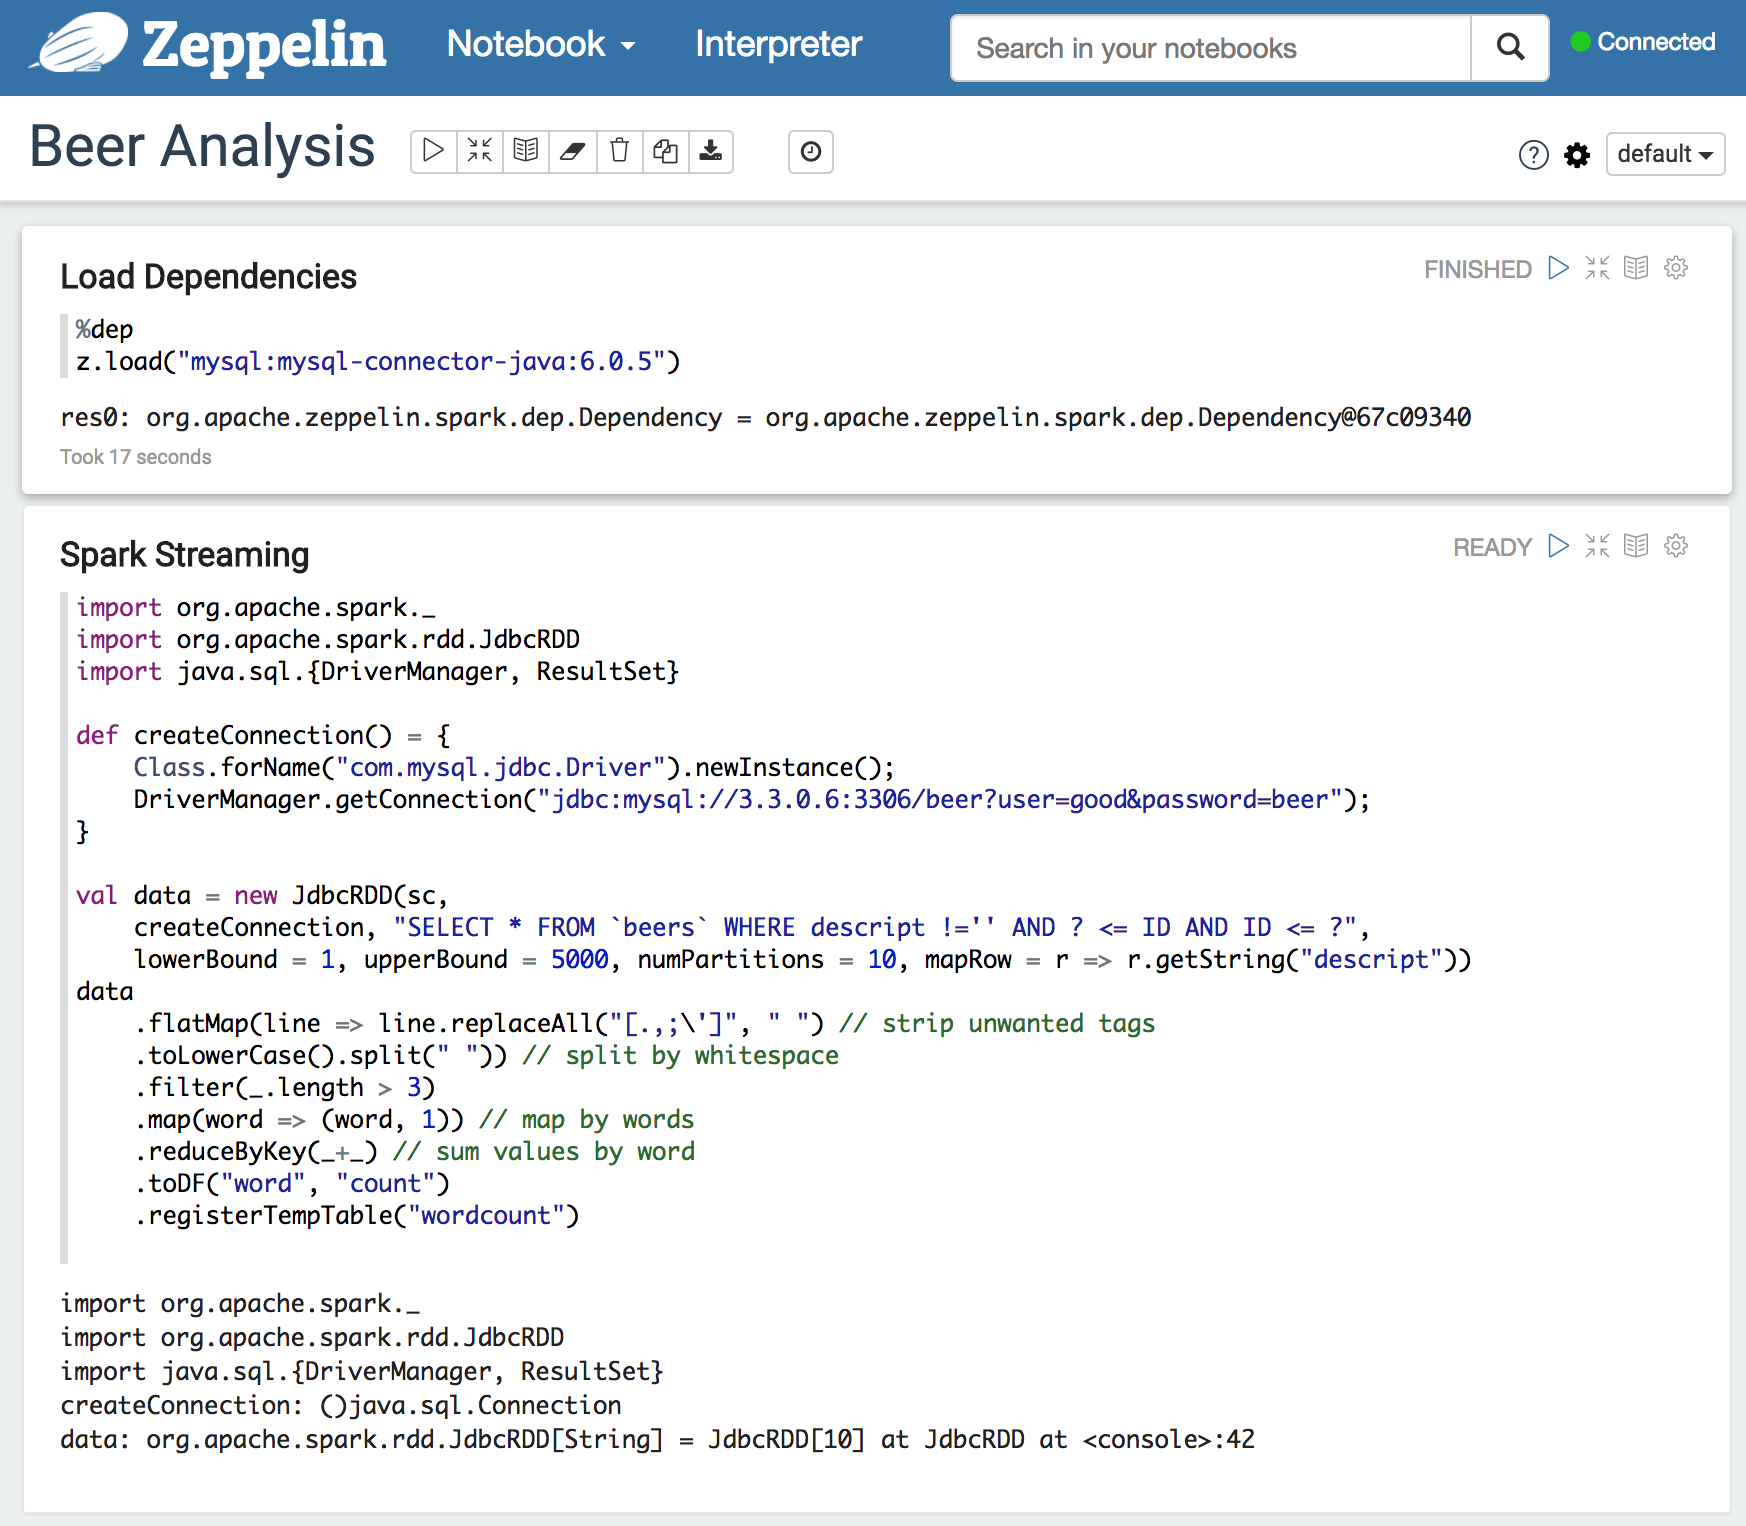 Zeppelin Notebook Interpreter Search in your notebooks Connected
Beer Analysis default
Load Dependencies FINISHED
%dep
z.load("mysql:mysql-connector-java:6.0.5")
res0: org.apache.zeppelin.spark.dep.Dependency = org.apache.zeppelin.spark.dep.Dependency@67c09340
Took 17 seconds
Spark Streaming READY
import org.apache.spark._
import org.apache.spark.rdd.JdbcRDD
import java.sql.{DriverManager, ResultSet}
def createConnection() = {
    Class.forName("com.mysql.jdbc.Driver").newInstance();
    DriverManager.getConnection("jdbc:mysql://3.3.0.6:3306/beer?user=good&password=beer");
}
val data = new JdbcRDD(sc,
    createConnection, "SELECT * FROM `beers` WHERE descript !='' AND ? <= ID AND ID <= ?",
    lowerBound = 1, upperBound = 5000, numPartitions = 10, mapRow = r => r.getString("descript"))
data
    .flatMap(line => line.replaceAll("[.,;\']", " ") // strip unwanted tags
    .toLowerCase().split(" ")) // split by whitespace
    .filter(_.length > 3)
    .map(word => (word, 1)) // map by words
    .reduceByKey(_+_) // sum values by word
    .toDF("word", "count")
    .registerTempTable("wordcount")
import org.apache.spark._
import org.apache.spark.rdd.JdbcRDD
import java.sql.{DriverManager, ResultSet}
createConnection: ()java.sql.Connection
data: org.apache.spark.rdd.JdbcRDD[String] = JdbcRDD[10] at JdbcRDD at <console>:42